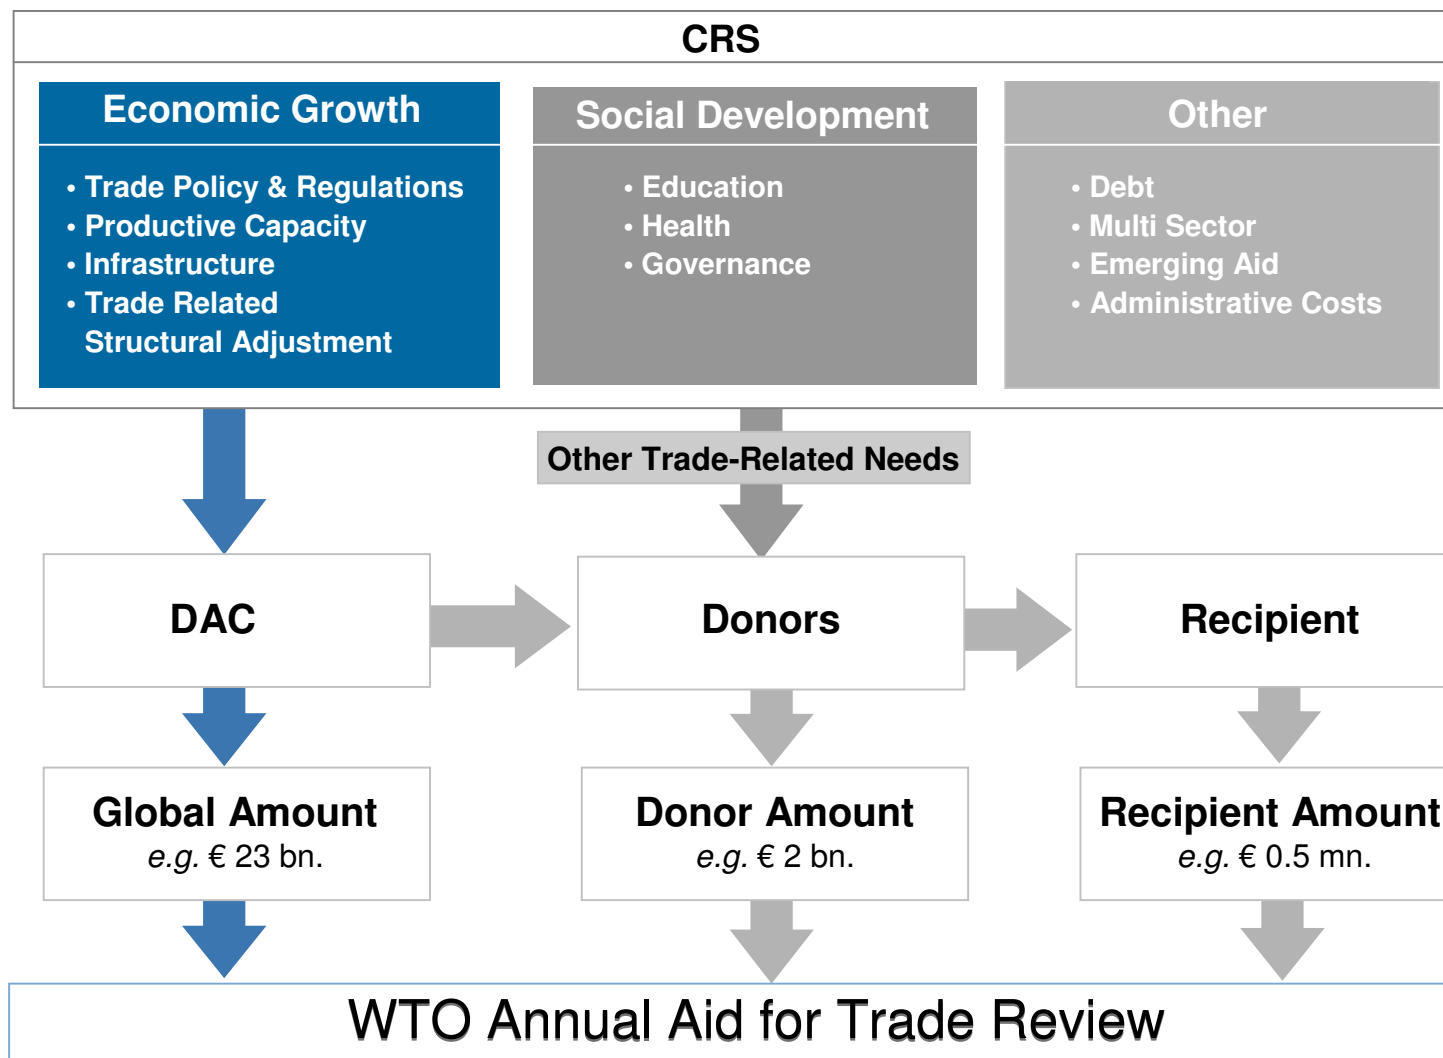 CRS
Economic Growth
• Trade Policy & Regulations
• Productive Capacity
• Infrastructure
• Trade Related
Structural Adjustment
Social Development
• Education
• Health
• Governance
Other
• Debt
• Multi Sector
• Emerging Aid
• Administrative Costs
Other Trade-Related Needs
DAC
Donors
Recipient
Global Amount
e.g. € 23 bn.
Donor Amount
e.g. € 2 bn.
Recipient Amount
e.g. € 0.5 mn.
WTO Annual Aid for Trade Review